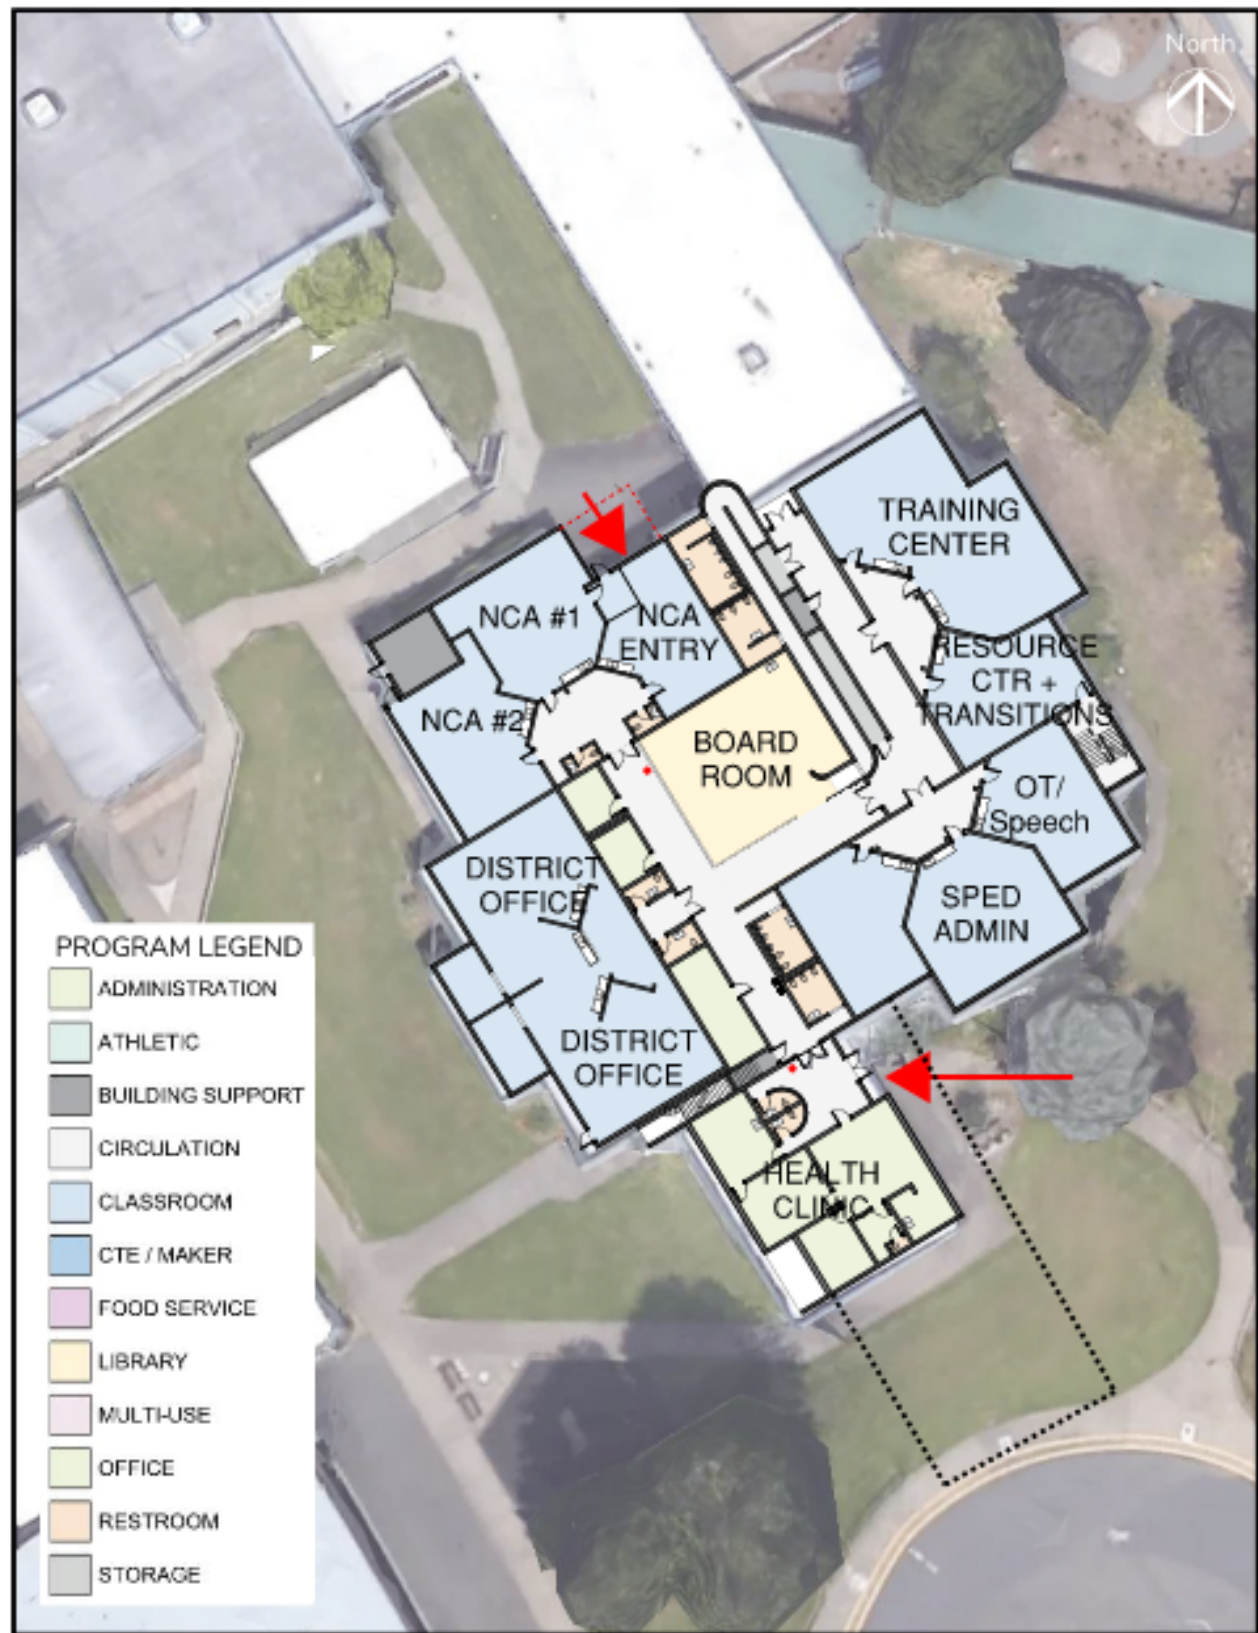 North
TRAINING
CENTER
NCA #1
NCA
ENTRY
RESOURCE
CTR +
TRANSITIONS
NCA #2
BOARD
ROOM
OT/
Speech
DISTRICT
OFFICE
SPED
ADMIN
DISTRICT
OFFICE
HEALTH
CLINIC
PROGRAM LEGEND
ADMINISTRATION
ATHLETIC
BUILDING SUPPORT
CIRCULATION
CLASSROOM
CTE / MAKER
FOOD SERVICE
LIBRARY
MULTI-USE
OFFICE
RESTROOM
STORAGE